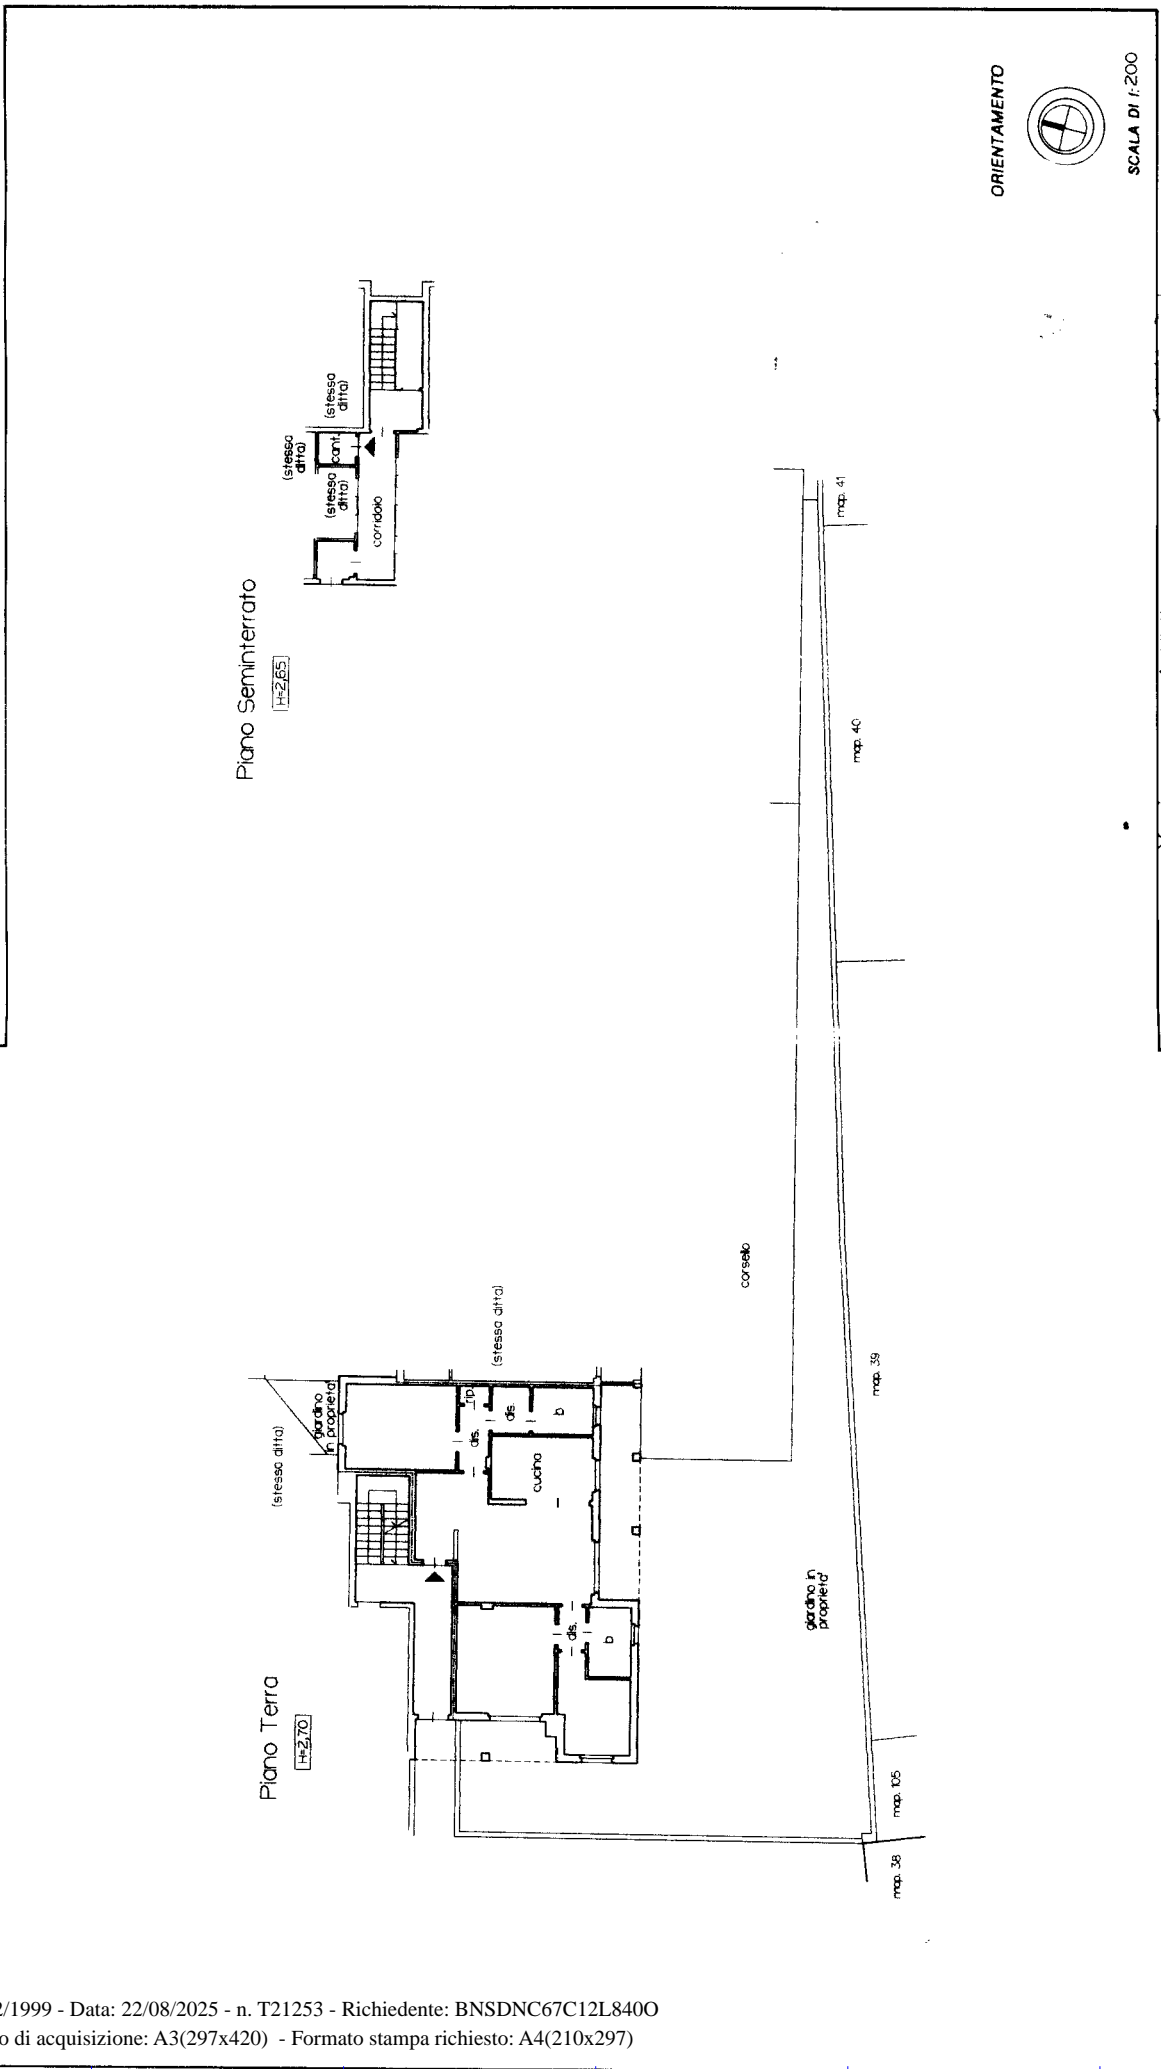 ORIENTAMENTO
SCALA DI 1:200
Piano Seminterrato
H=2,65
(stessa
ditta)
(stessa
ditta)
(stessa
ditta)
cant.
corridoio
map. 41
map. 40
map. 39
map. 105
map. 38
corsello
giardino in
proprieta'
Piano Terra
H=2,70
(stessa ditta)
(stessa ditta)
giardino
in proprieta'
rip.
dis.
dis.
b
cucina
dis.
b
2/1999 - Data: 22/08/2025 - n. T21253 - Richiedente: BNSDNC67C12L840O
o di acquisizione: A3(297x420) - Formato stampa richiesto: A4(210x297)